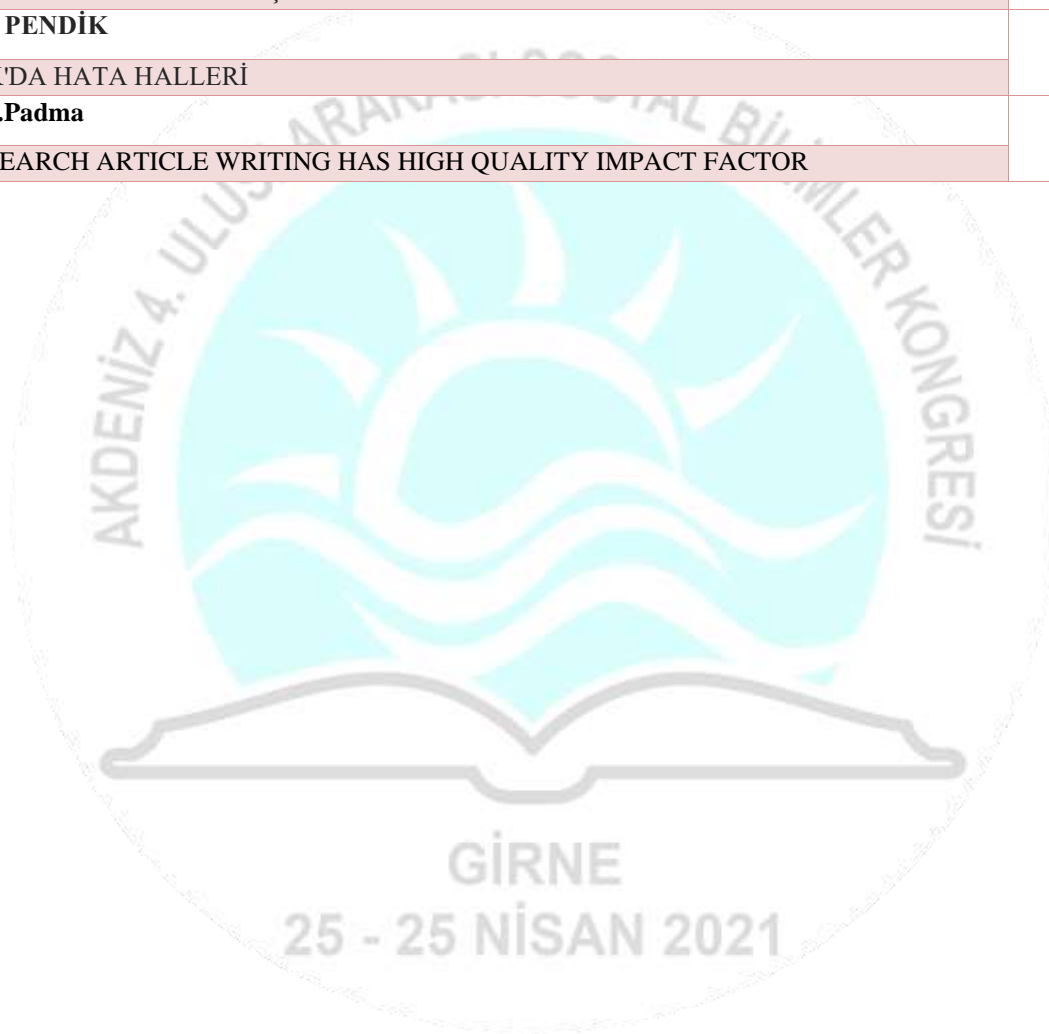 PENDİK
'DA HATA HALLERİ
.Padma
EARCH ARTICLE WRITING HAS HIGH QUALITY IMPACT FACTOR
AKDENİZ 4. ULUSLARARASI SOSYAL BİLİMLER KONGRESİ
GİRNE
25 - 25 NİSAN 2021